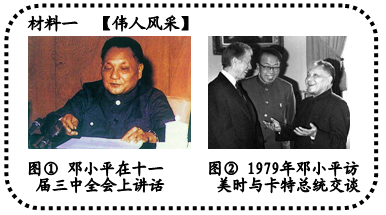 材料一 【伟人风采】
图① 邓小平在十一
届三中全会上讲话
图② 1979年邓小平访
美时与卡特总统交谈